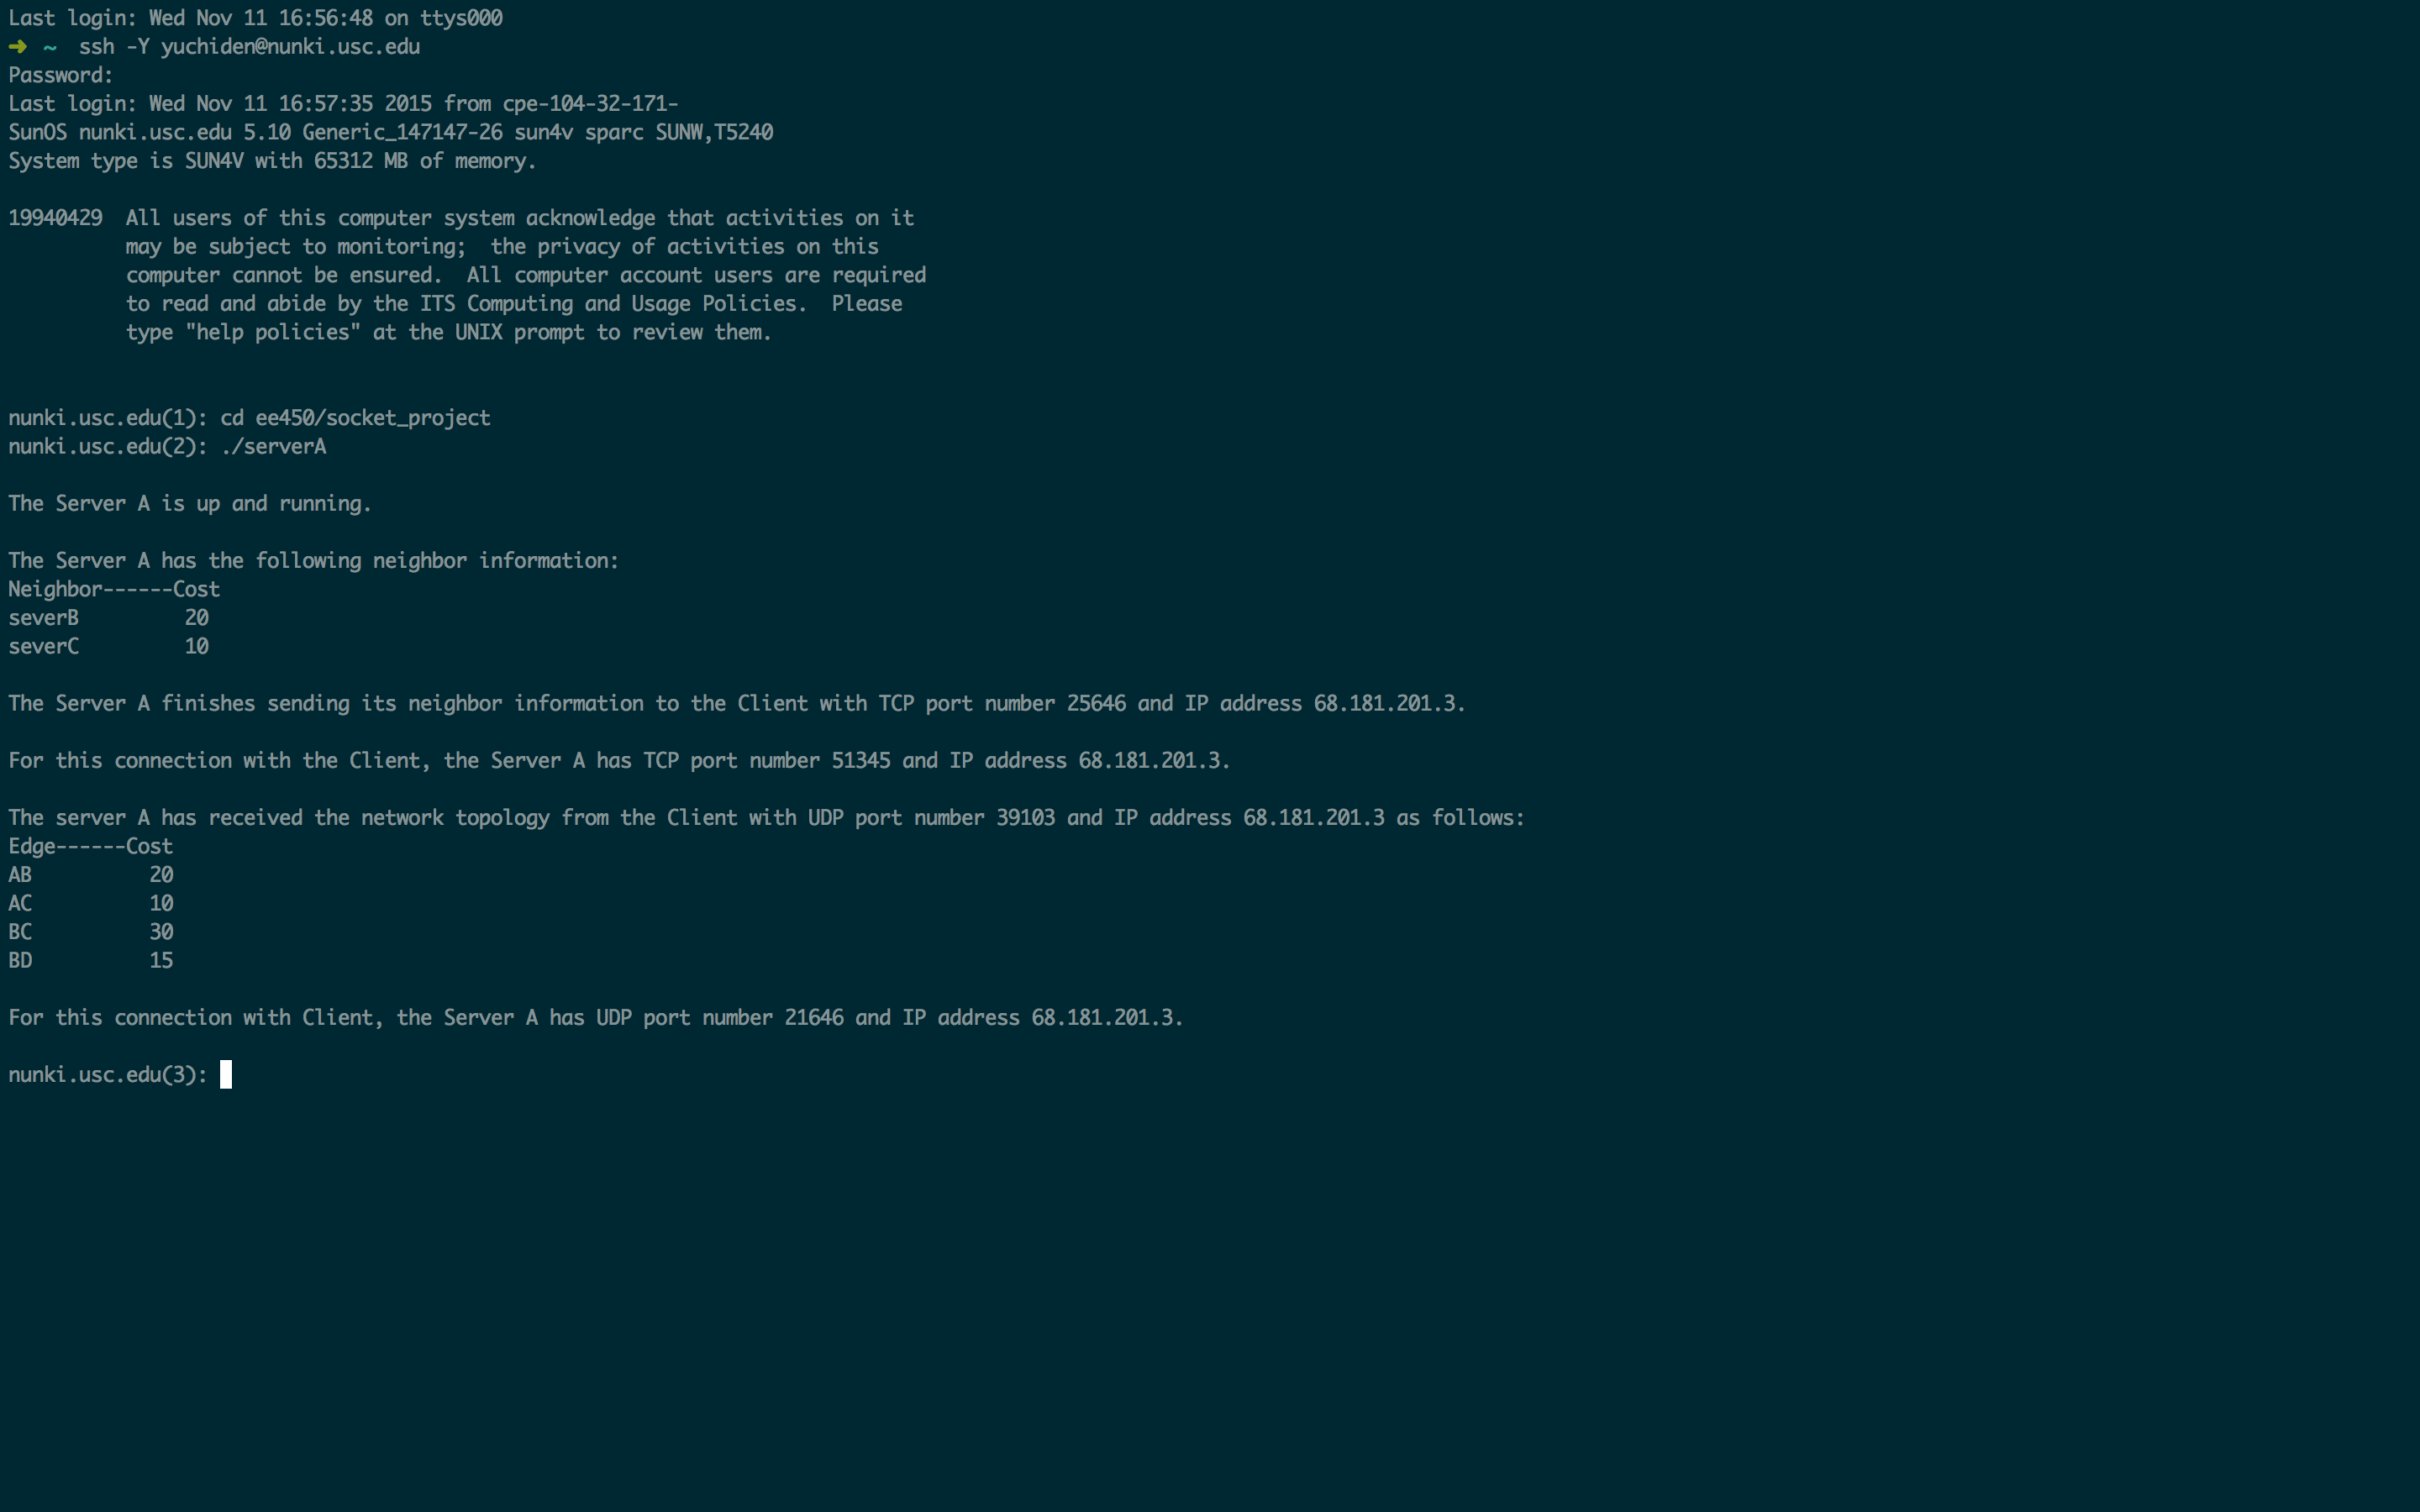 Last login: Wed Nov 11 16:56:48 on ttys000
➜ ~ ssh -Y yuchiden@nunki.usc.edu
Password:
Last login: Wed Nov 11 16:57:35 2015 from cpe-104-32-171-
SunOS nunki.usc.edu 5.10 Generic_147147-26 sun4v sparc SUNW,T5240
System type is SUN4V with 65312 MB of memory.
19940429 All users of this computer system acknowledge that activities on it
may be subject to monitoring; the privacy of activities on this
computer cannot be ensured. All computer account users are required
to read and abide by the ITS Computing and Usage Policies. Please
type "help policies" at the UNIX prompt to review them.
nunki.usc.edu(1): cd ee450/socket_project
nunki.usc.edu(2): ./serverA
The Server A is up and running.
The Server A has the following neighbor information:
Neighbor------Cost
severB 20
severC 10
The Server A finishes sending its neighbor information to the Client with TCP port number 25646 and IP address 68.181.201.3.
For this connection with the Client, the Server A has TCP port number 51345 and IP address 68.181.201.3.
The server A has received the network topology from the Client with UDP port number 39103 and IP address 68.181.201.3 as follows:
Edge------Cost
AB 20
AC 10
BC 30
BD 15
For this connection with Client, the Server A has UDP port number 21646 and IP address 68.181.201.3.
nunki.usc.edu(3):